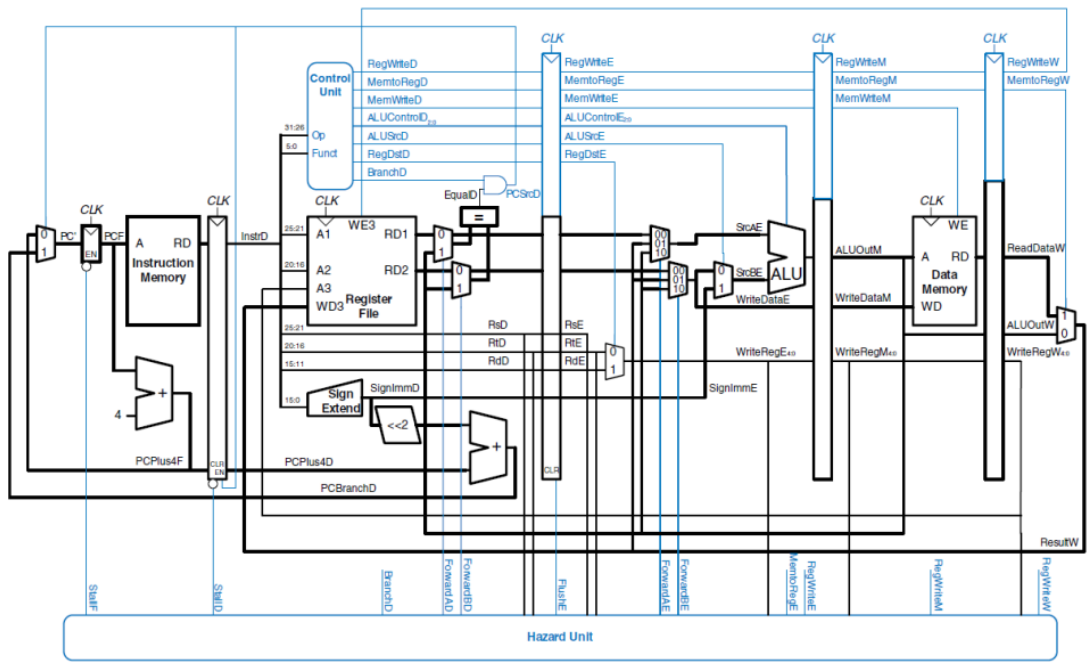 CLK
CLK
CLK
Control Unit
RegWriteD
RegWriteE
RegWriteM
RegWriteW
MemtoRegD
MemtoRegE
MemtoRegM
MemtoRegW
MemWriteD
MemWriteE
MemWriteM
ALUControlD2:0
ALUControlE2:0
31:26
Op
ALUSrcD
ALUSrcE
5:0
Funct
RegDstD
RegDstE
BranchD
EqualD
PCSrcD
CLK
CLK
CLK
CLK
=
WE3
WE
0
1
PC'
PCF
EN
A
RD
Instruction Memory
InstrD
25:21
A1
RD1
0
1
00
01
10
SrcAE
ALU
ALUOutM
A
RD
ReadDataW
20:16
A2
RD2
0
1
00
01
10
0
1
SrcBE
Data Memory
A3
Register File
WD3
WriteDataE
WriteDataM
WD
1
0
ALUOutW
25:21
RsD
RsE
20:16
RtD
RtE
0
1
WriteRegE4:0
WriteRegM4:0
WriteRegW4:0
15:11
RdD
RdE
15:0
Sign Extend
SignImmD
SignImmE
+
4
<<2
+
PCPlus4F
CLR
EN
PCPlus4D
CLR
PCBranchD
ResultW
StallF
StallD
BranchD
ForwardAD
ForwardBD
FlushE
ForwardAE
ForwardBE
MemtoRegE
RegWriteE
RegWriteM
RegWriteW
Hazard Unit